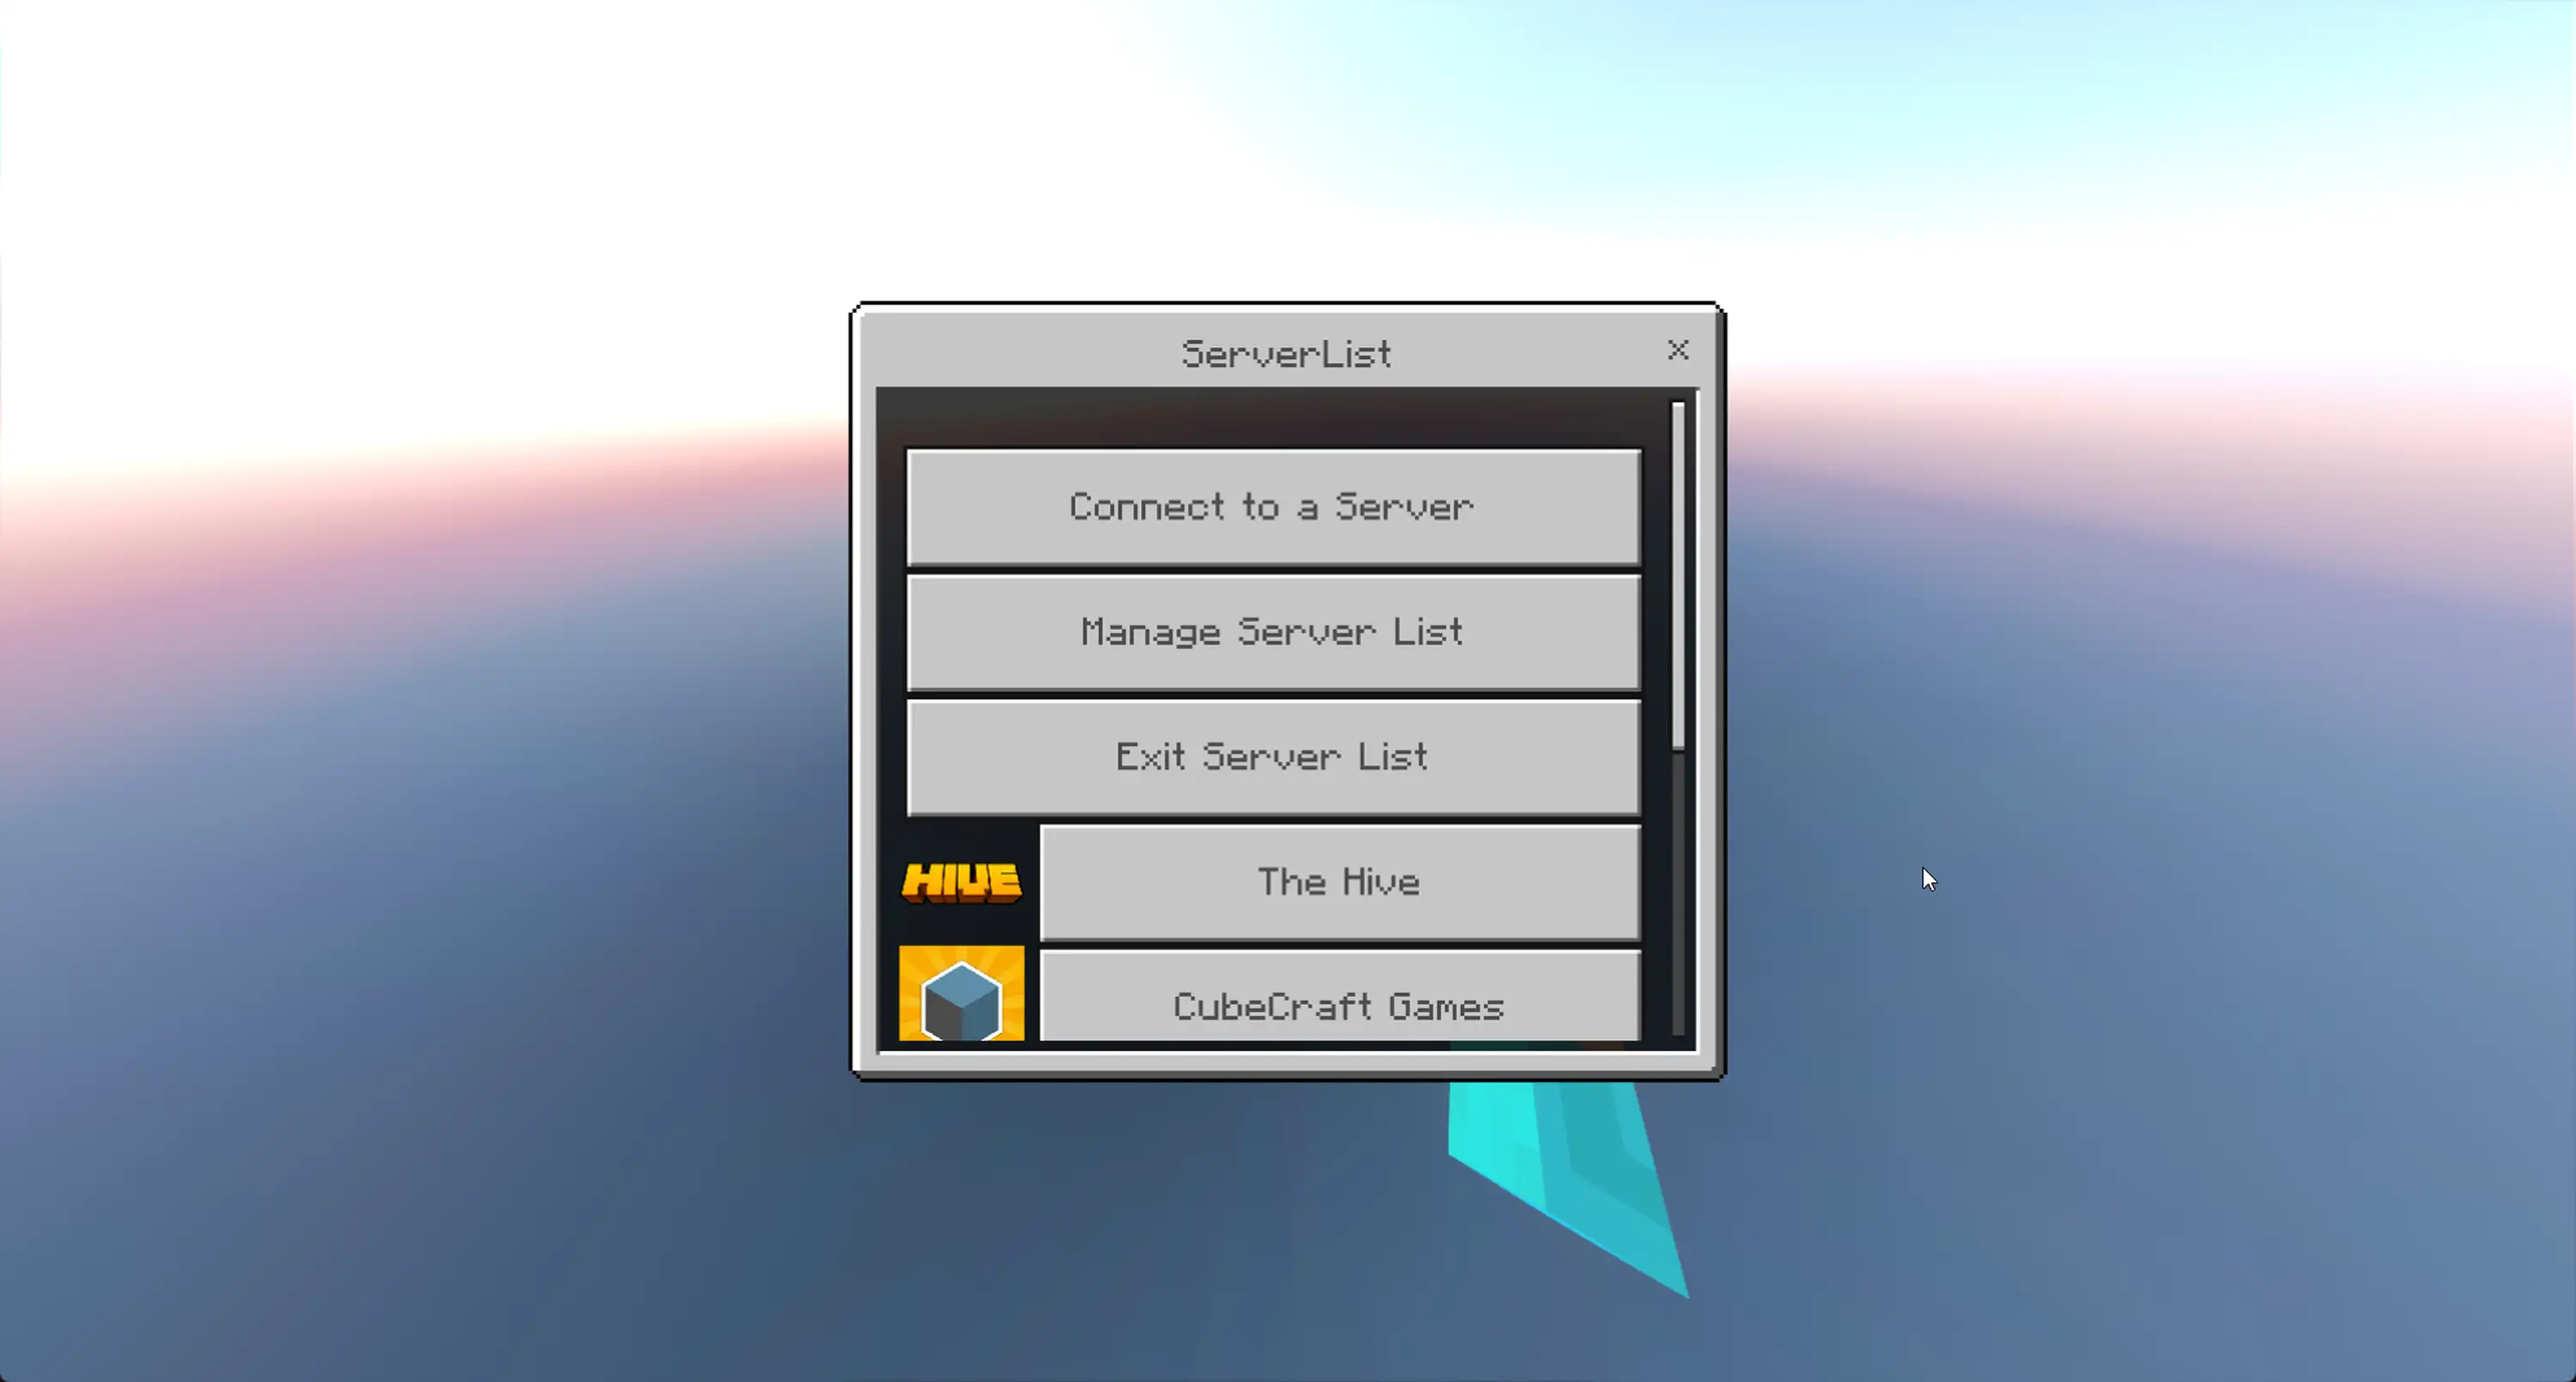 ServerList
Connect to a Server
Manage Server List
Exit Server List
HIVE
The Hive
CubeCraft Games